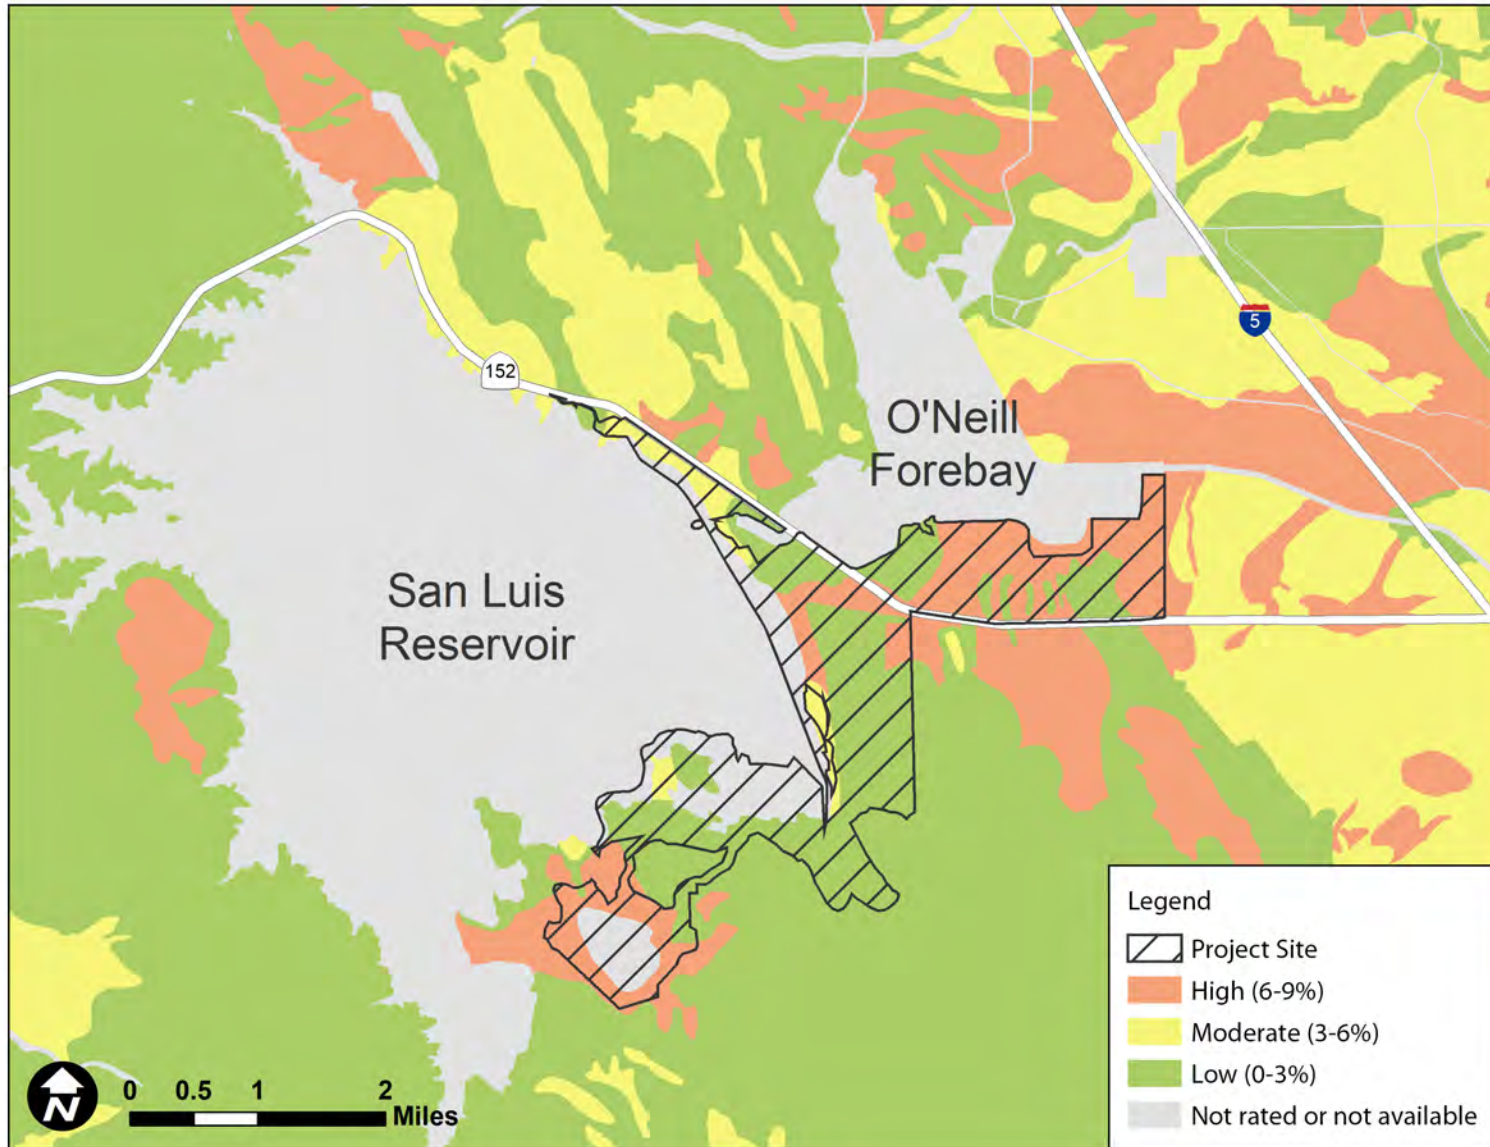 152
5
O'Neill
Forebay
San Luis
Reservoir
Legend
Project Site
High (6-9%)
Moderate (3-6%)
Low (0-3%)
Not rated or not available
N
0 0.5 1 2
Miles